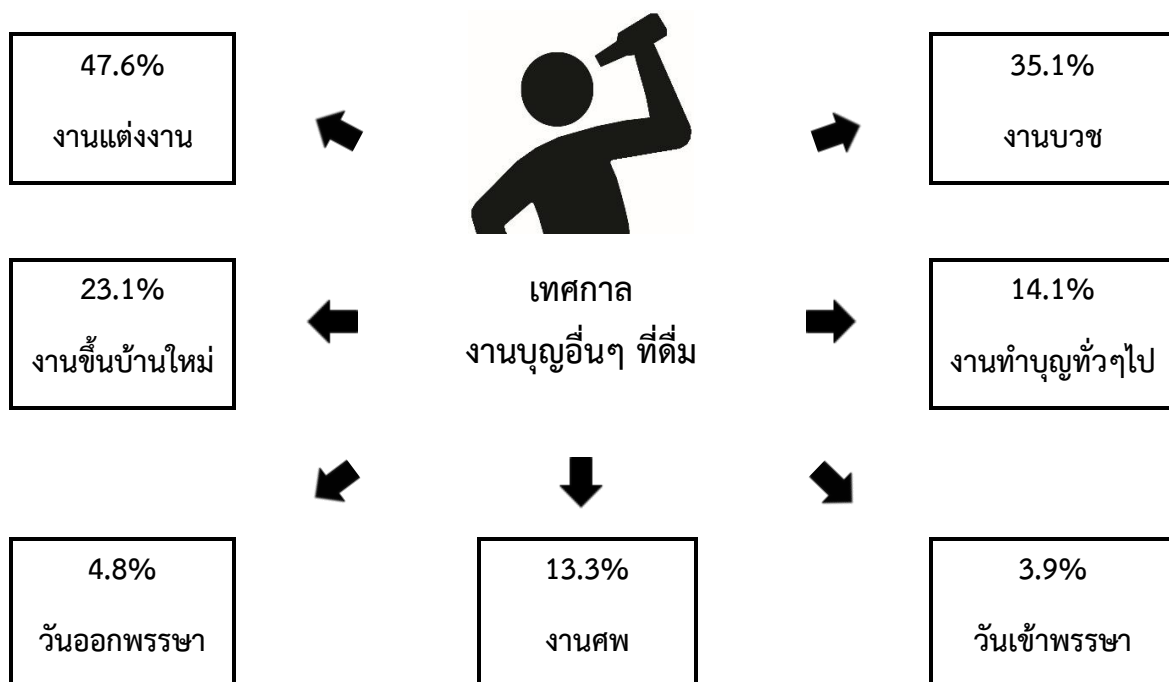 47.6%
งานแต่งงาน
35.1%
งานบวช
23.1%
งานขึ้นบ้านใหม่
เทศกาล
งานบุญอื่นๆ ที่ดื่ม
14.1%
งานทำบุญทั่วๆไป
4.8%
วันออกพรรษา
13.3%
งานศพ
3.9%
วันเข้าพรรษา